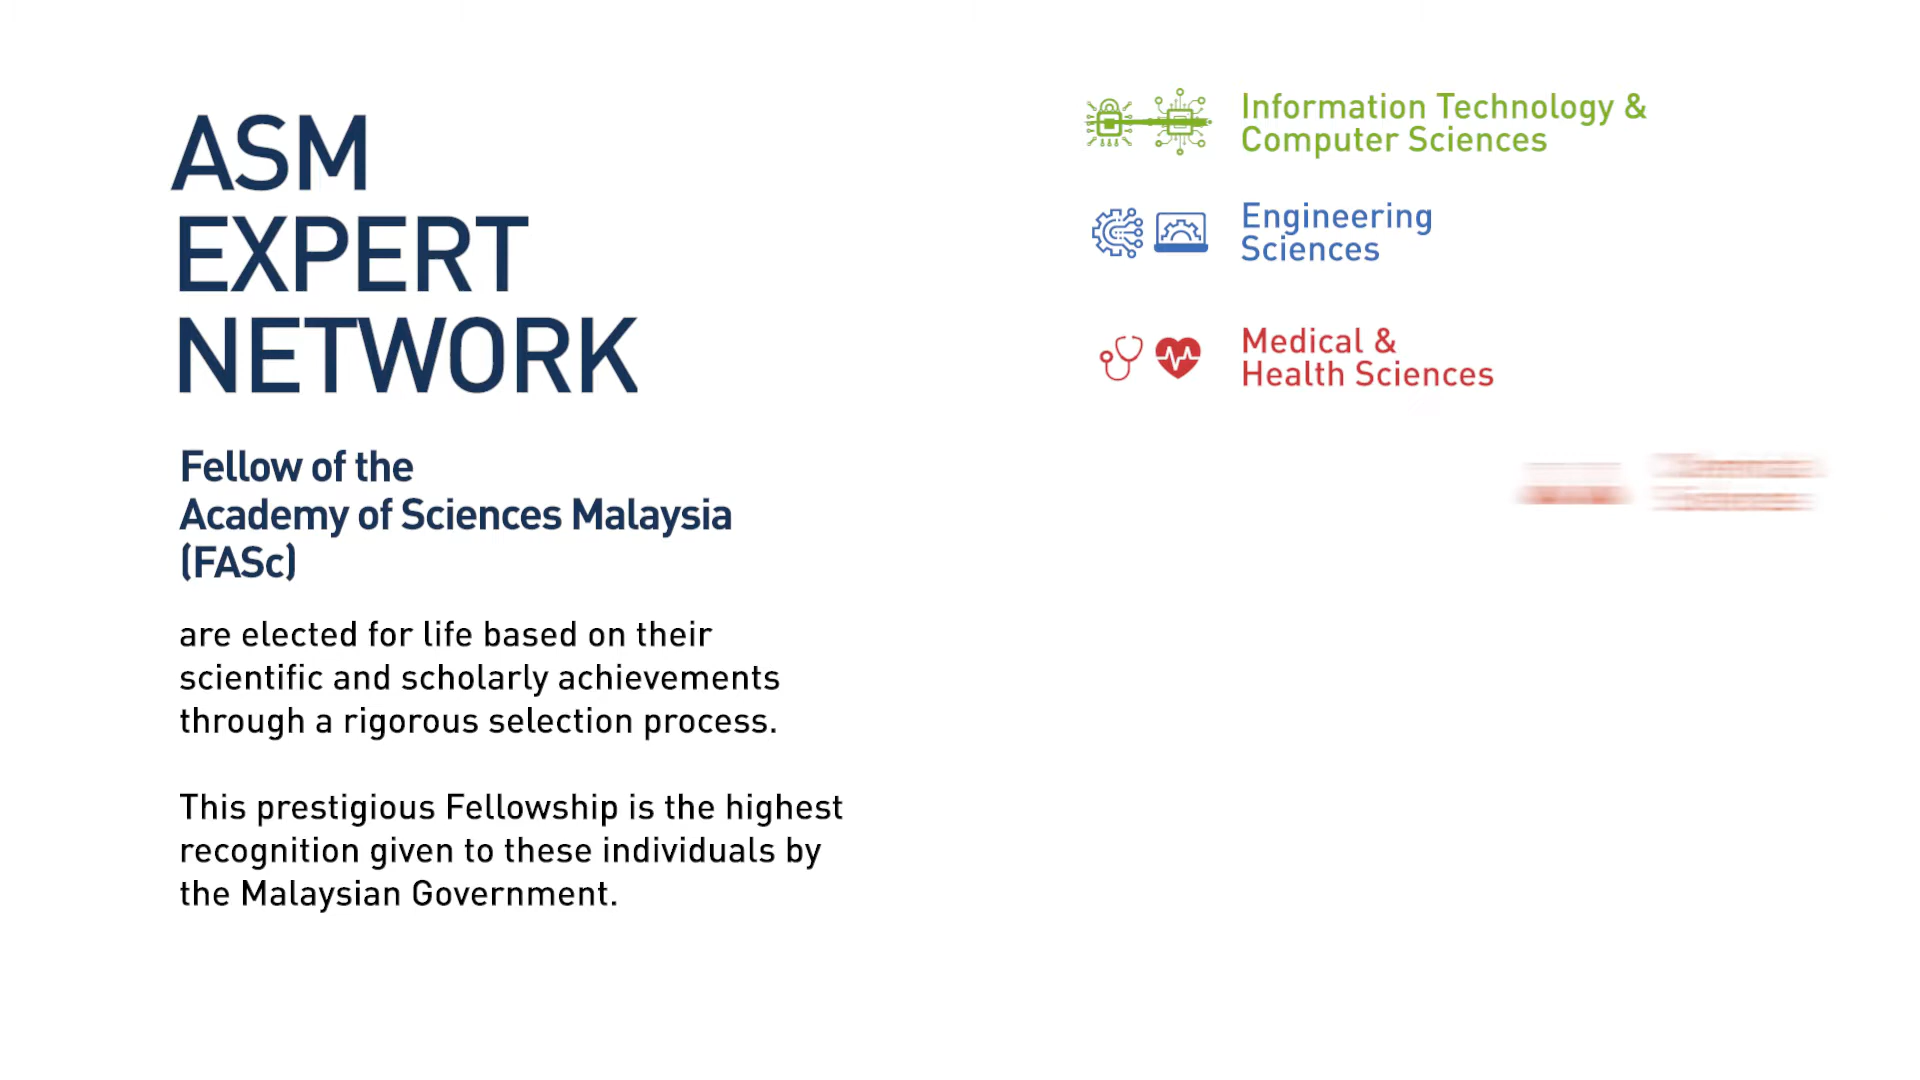 ASM
EXPERT
NETWORK
Fellow of the
Academy of Sciences Malaysia
(FASc)
are elected for life based on their
scientific and scholarly achievements
through a rigorous selection process.
This prestigious Fellowship is the highest
recognition given to these individuals by
the Malaysian Government.
Information Technology &
Computer Sciences
Engineering
Sciences
Medical &
Health Sciences